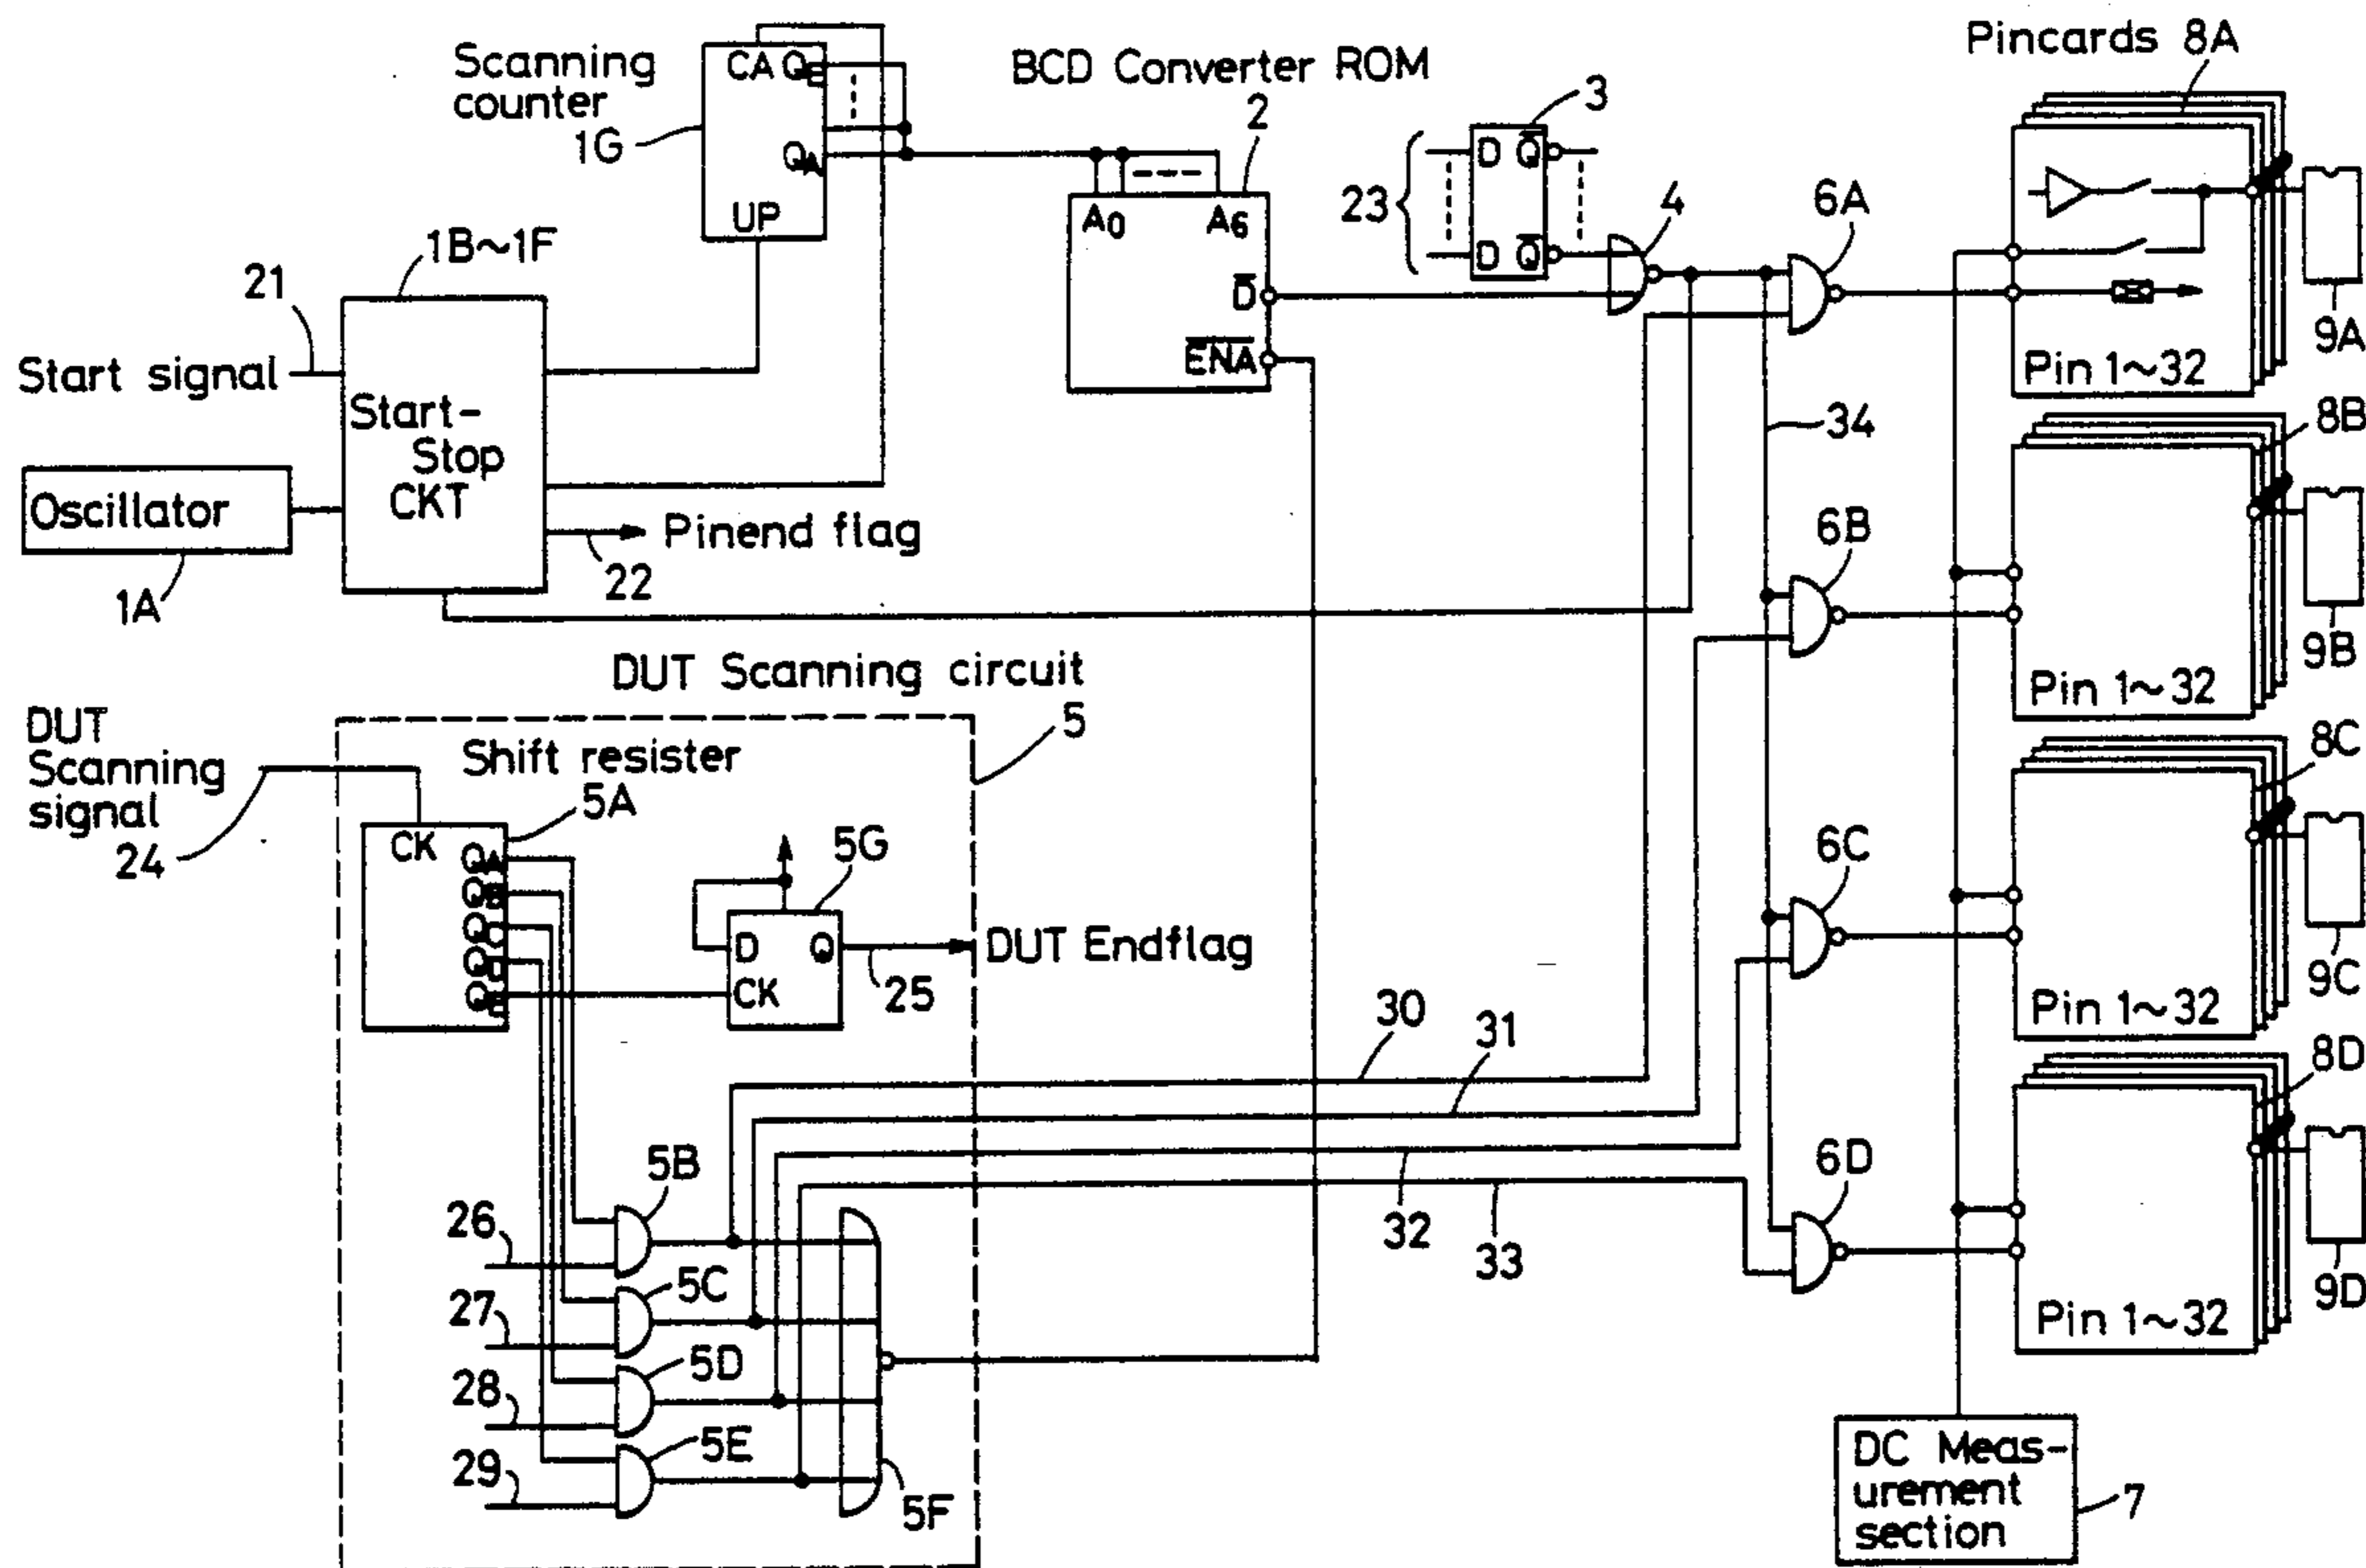 Pincards 8A
Scanning
counter
1G
CA QE
QA
UP
BCD Converter ROM
2
A0 A6
D
ENA
3
23
D Q
D Q
4
6A
Pin 1~32
9A
1B~1F
21
Start signal
Start-
Stop
CKT
Oscillator
1A
Pinend flag
22
34
8B
6B
Pin 1~32
9B
DUT Scanning circuit
5
DUT
Scanning
signal
24
Shift resister
5A
CK
QA
QB
QC
QD
QE
5G
D Q
CK
25
DUT Endflag
8C
6C
Pin 1~32
9C
30
31
32
33
8D
6D
Pin 1~32
9D
26
5B
27
5C
28
5D
29
5E
5F
DC Meas-
urement
section
7